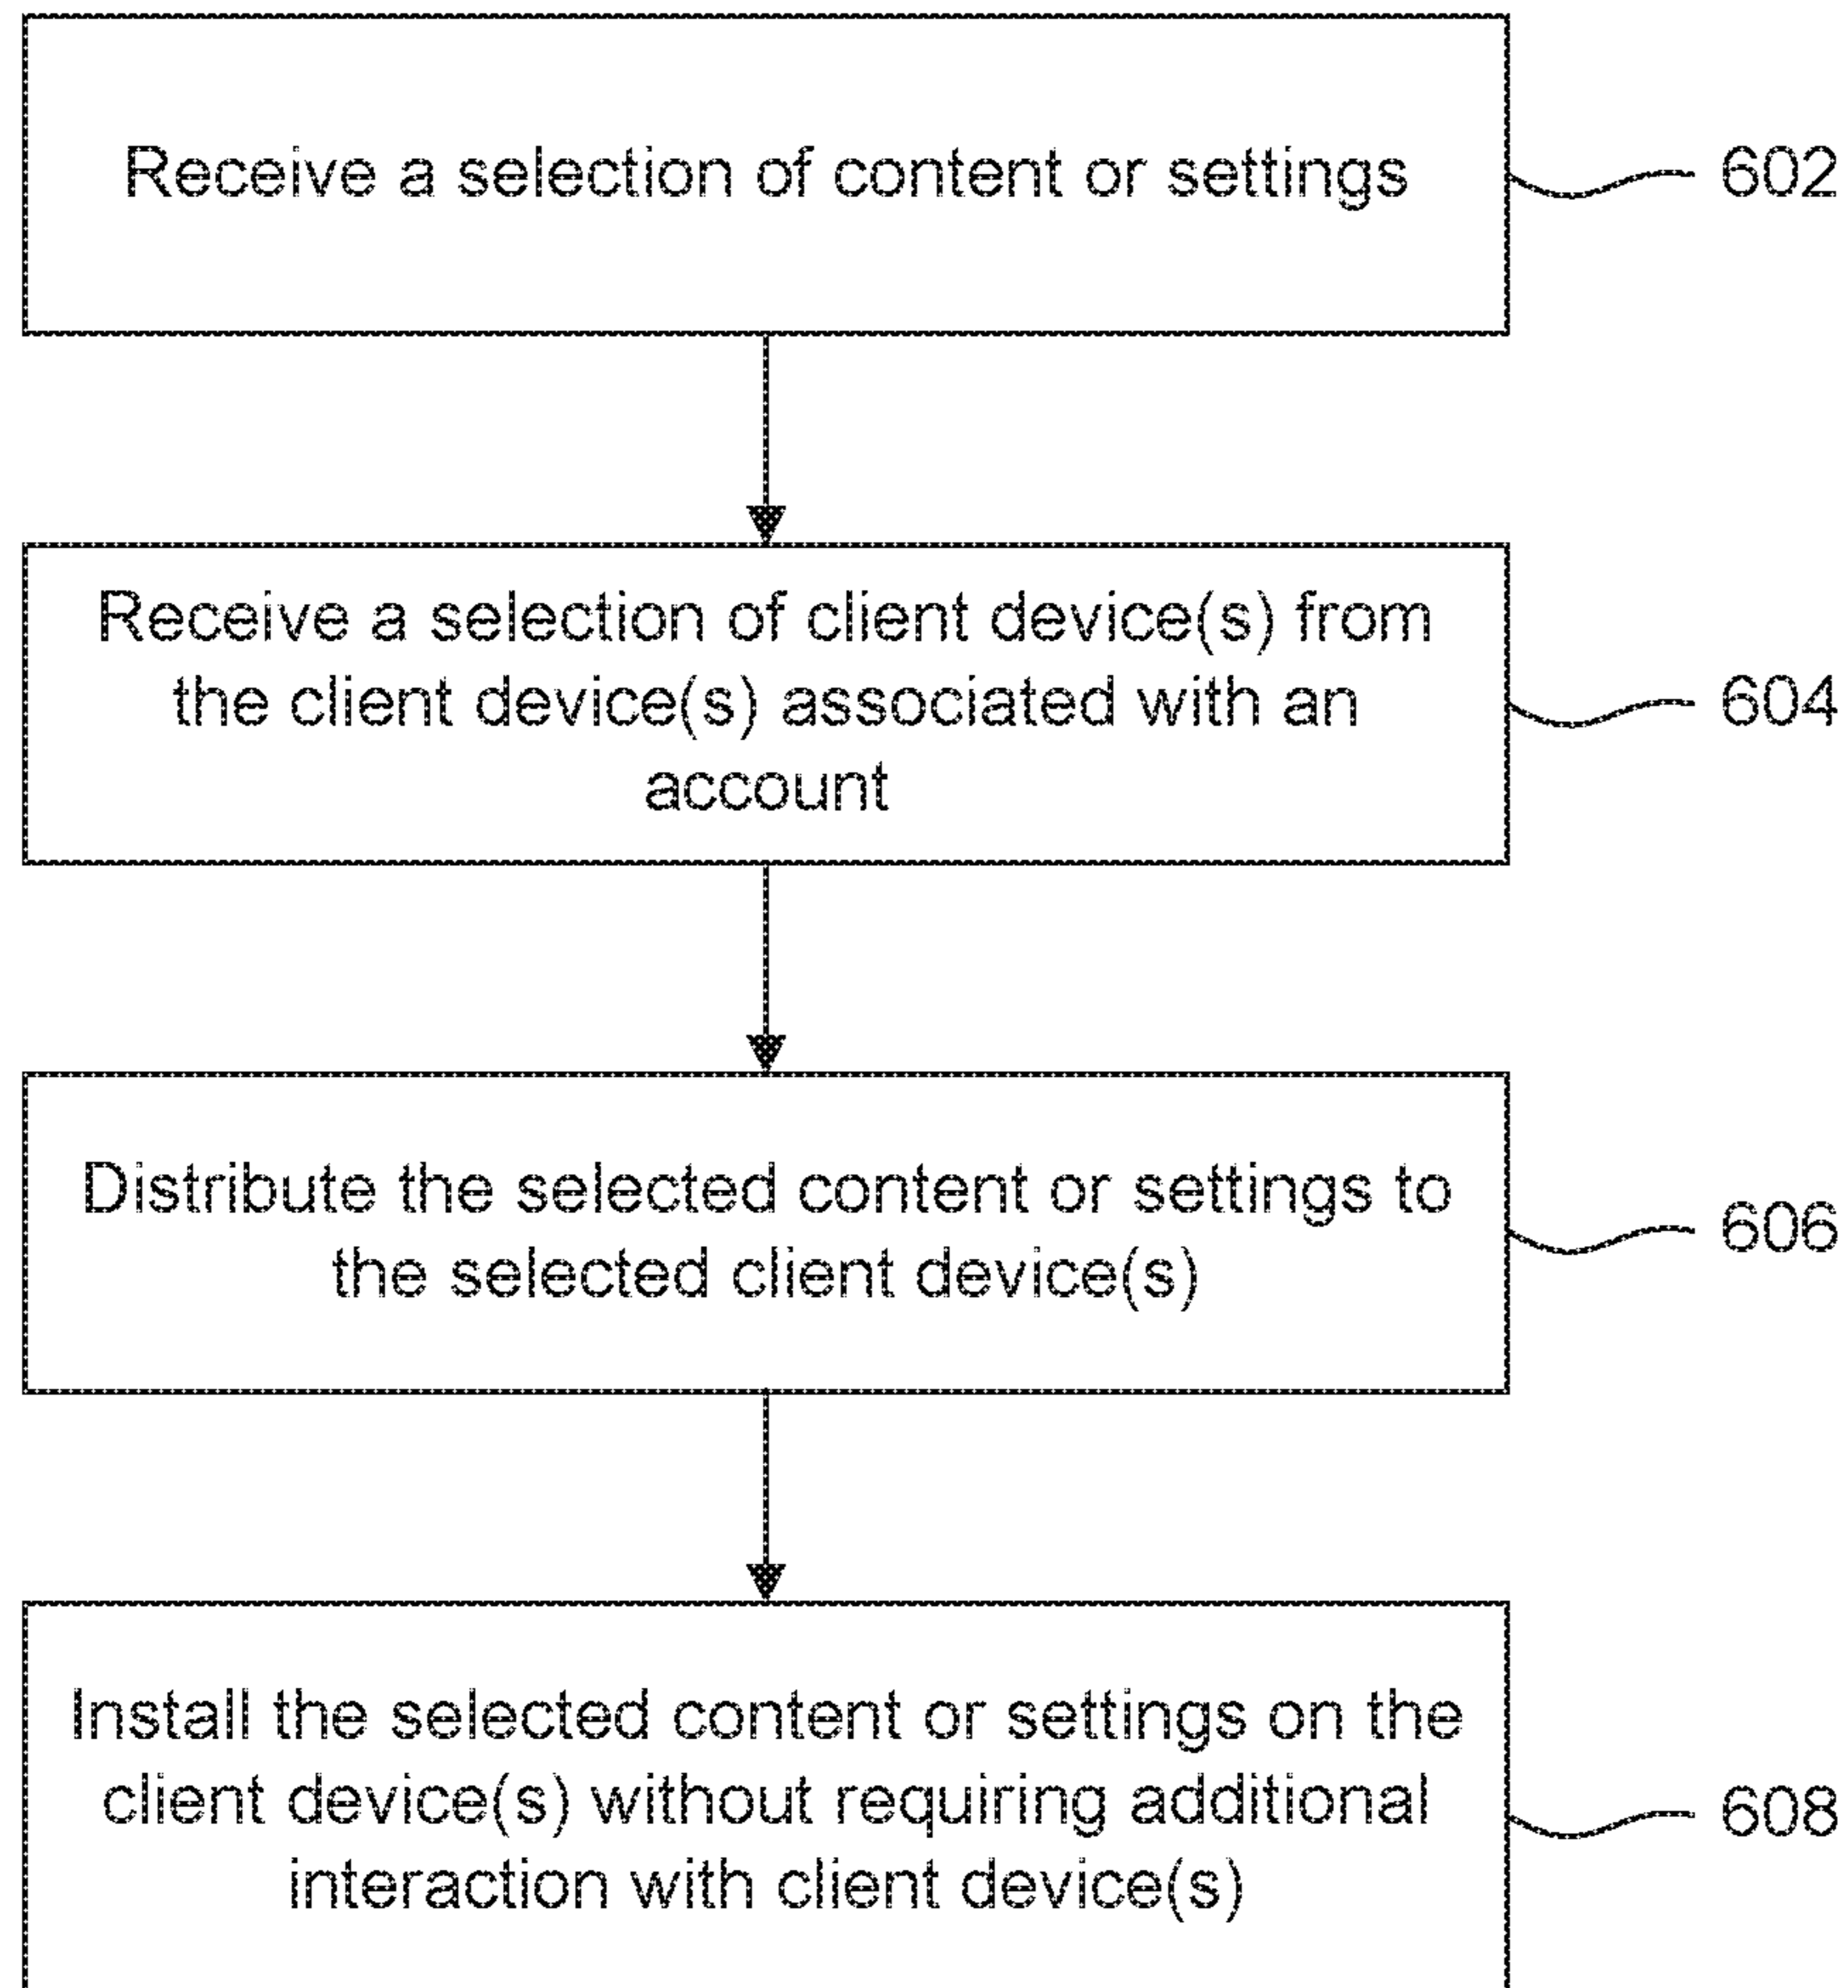 Receive a selection of content or settings
602
Receive a selection of client device(s) from
the client device(s) associated with an
account
604
Distribute the selected content or settings to
the selected client device(s)
606
Install the selected content or settings on the
client device(s) without requiring additional
interaction with client device(s)
608